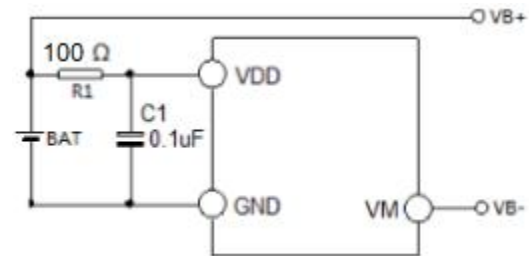 VB+
100 Ω
R1
VDD
C1
0.1uF
BAT
GND
VM
VB-